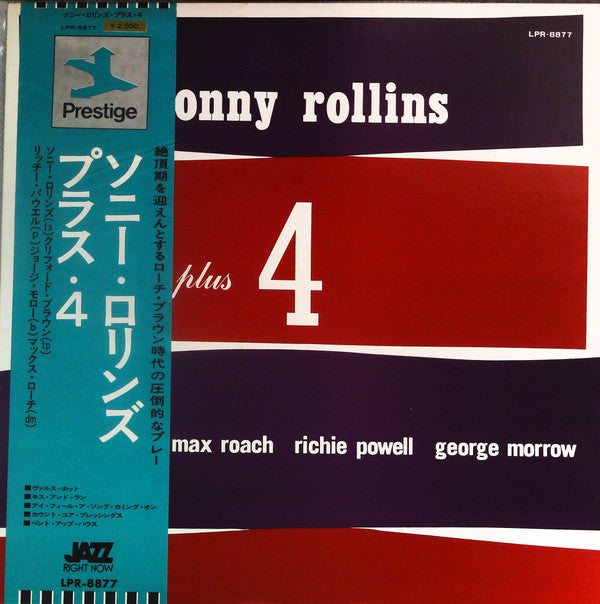 ソニー・ロリンズ・プラス・4
LPR-8877
¥2,000
Prestige
ソニー・ロリンズ
プラス・4
絶頂期を迎えんとするローチ・ブラウン時代の圧倒的なプレー
ソニー・ロリンズ(ts)クリフォード・ブラウン(tp)
リッチー・パウエル(p)ジョージ・モロー(b)マックス・ローチ(dm)
■ヴァルス・ホット
■キス・アンド・ラン
■アイ・フィール・ア・ソング・カミング・オン
■カウント・ユア・ブレッシングス
■ペント・アップ・ハウス
JAZZ
RIGHT NOW
LPR-8877
LPR-8877
onny rollins
plus 4
max roach richie powell george morrow